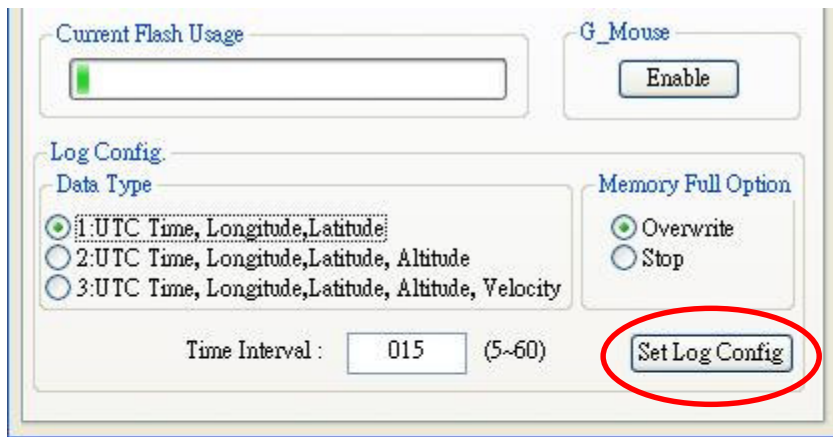 Current Flash Usage
G_Mouse
Enable
Log Config.
Data Type
1:UTC Time, Longitude,Latitude
2:UTC Time, Longitude,Latitude, Altitude
3:UTC Time, Longitude,Latitude, Altitude, Velocity
Memory Full Option
Overwrite
Stop
Time Interval : 015 (5~60)
Set Log Config